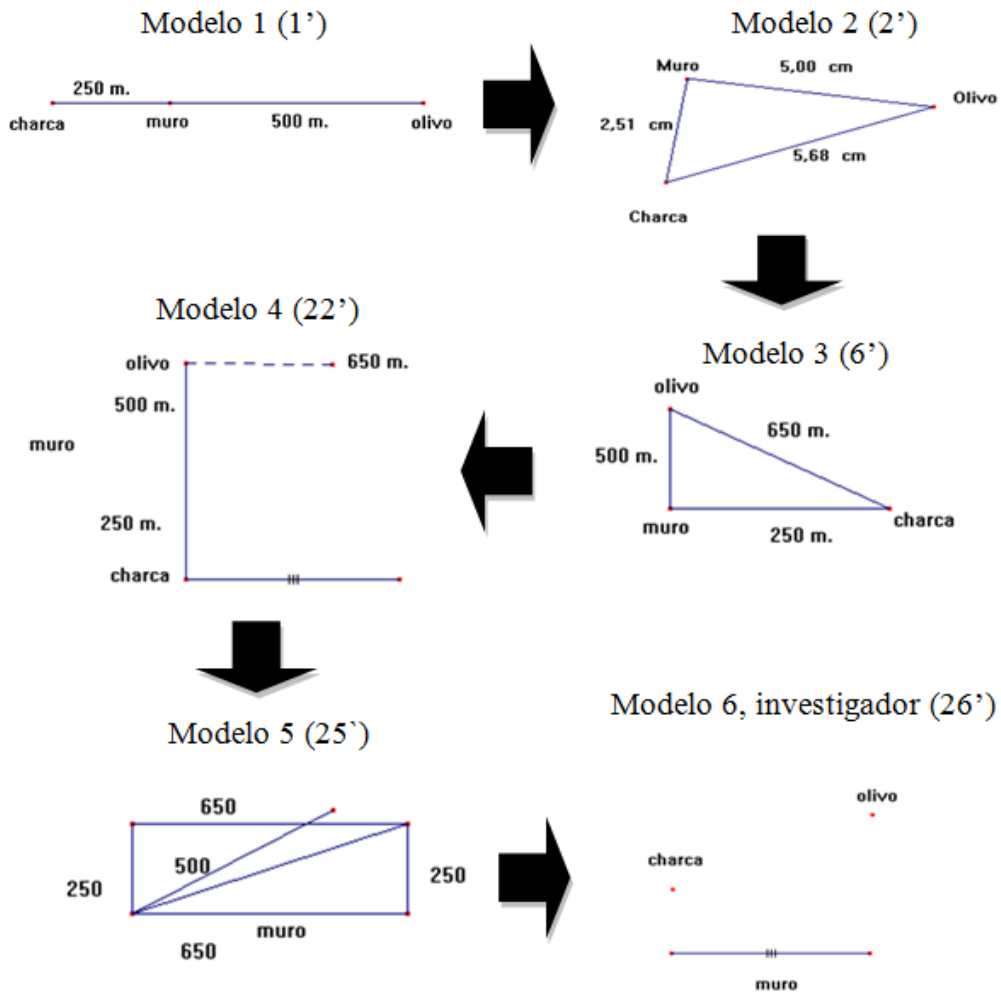 Modelo 1 (1’)
250 m.
charca
muro
500 m.
olivo
Modelo 2 (2’)
Muro
5,00 cm
Olivo
2,51 cm
5,68 cm
Charca
Modelo 3 (6’)
olivo
650 m.
500 m.
muro
charca
250 m.
Modelo 4 (22’)
olivo
650 m.
500 m.
muro
250 m.
charca
Modelo 5 (25`)
650
500
250
250
muro
650
Modelo 6, investigador (26’)
olivo
charca
muro